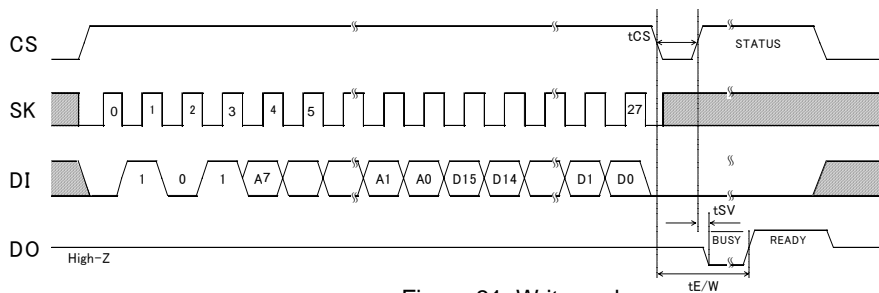 CS
tCS
STATUS
SK
0 1 2 3 4 5 27
DI
1 0 1 A7 A1 A0 D15 D14 D1 D0
tSV
DO
High-Z
BUSY READY
tE/W